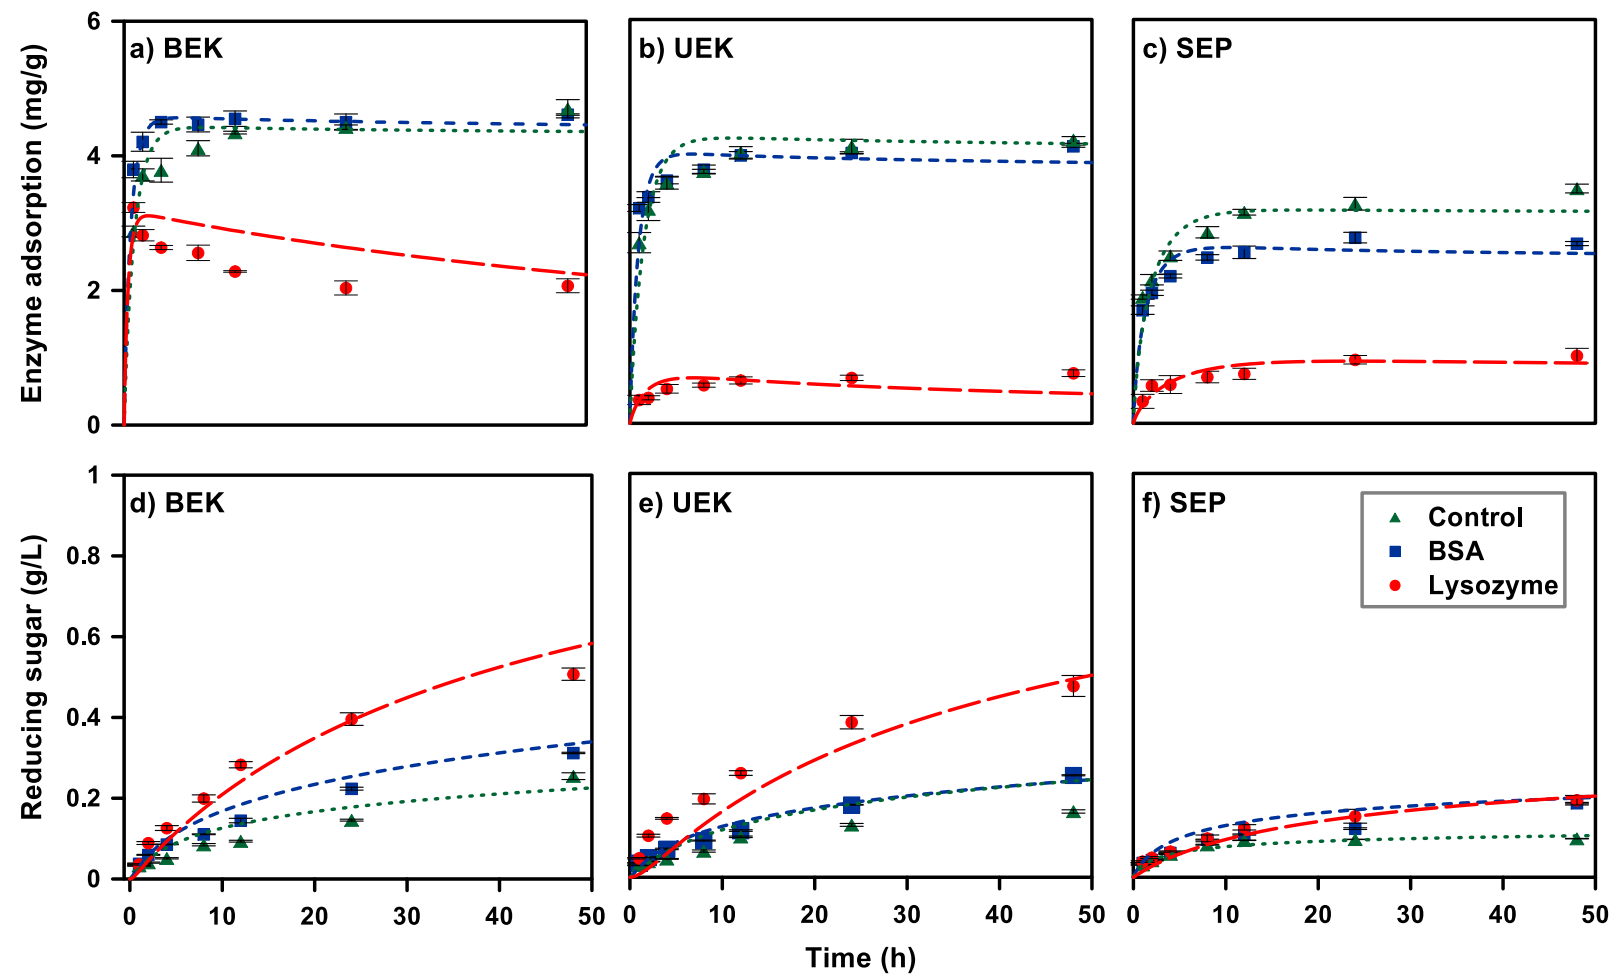 a) BEK
b) UEK
c) SEP
6
4
2
0
Enzyme adsorption (mg/g)
d) BEK
e) UEK
f) SEP
Control
BSA
Lysozyme
1
0.8
0.6
0.4
0.2
0
Reducing sugar (g/L)
0 10 20 30 40 50
0 10 20 30 40 50
0 10 20 30 40 50
Time (h)